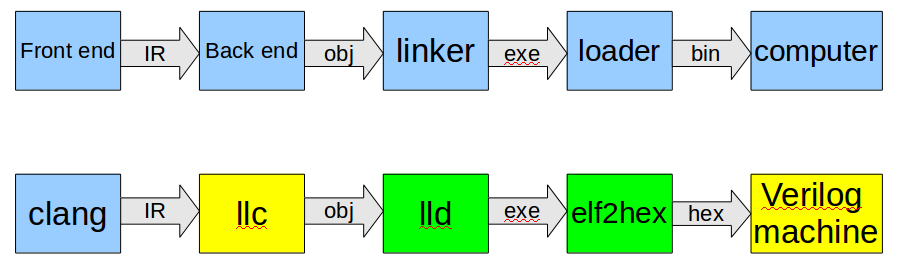 Front end IR Back end obj linker exe loader bin computer
clang IR llc obj lld exe elf2hex hex Verilog
machine